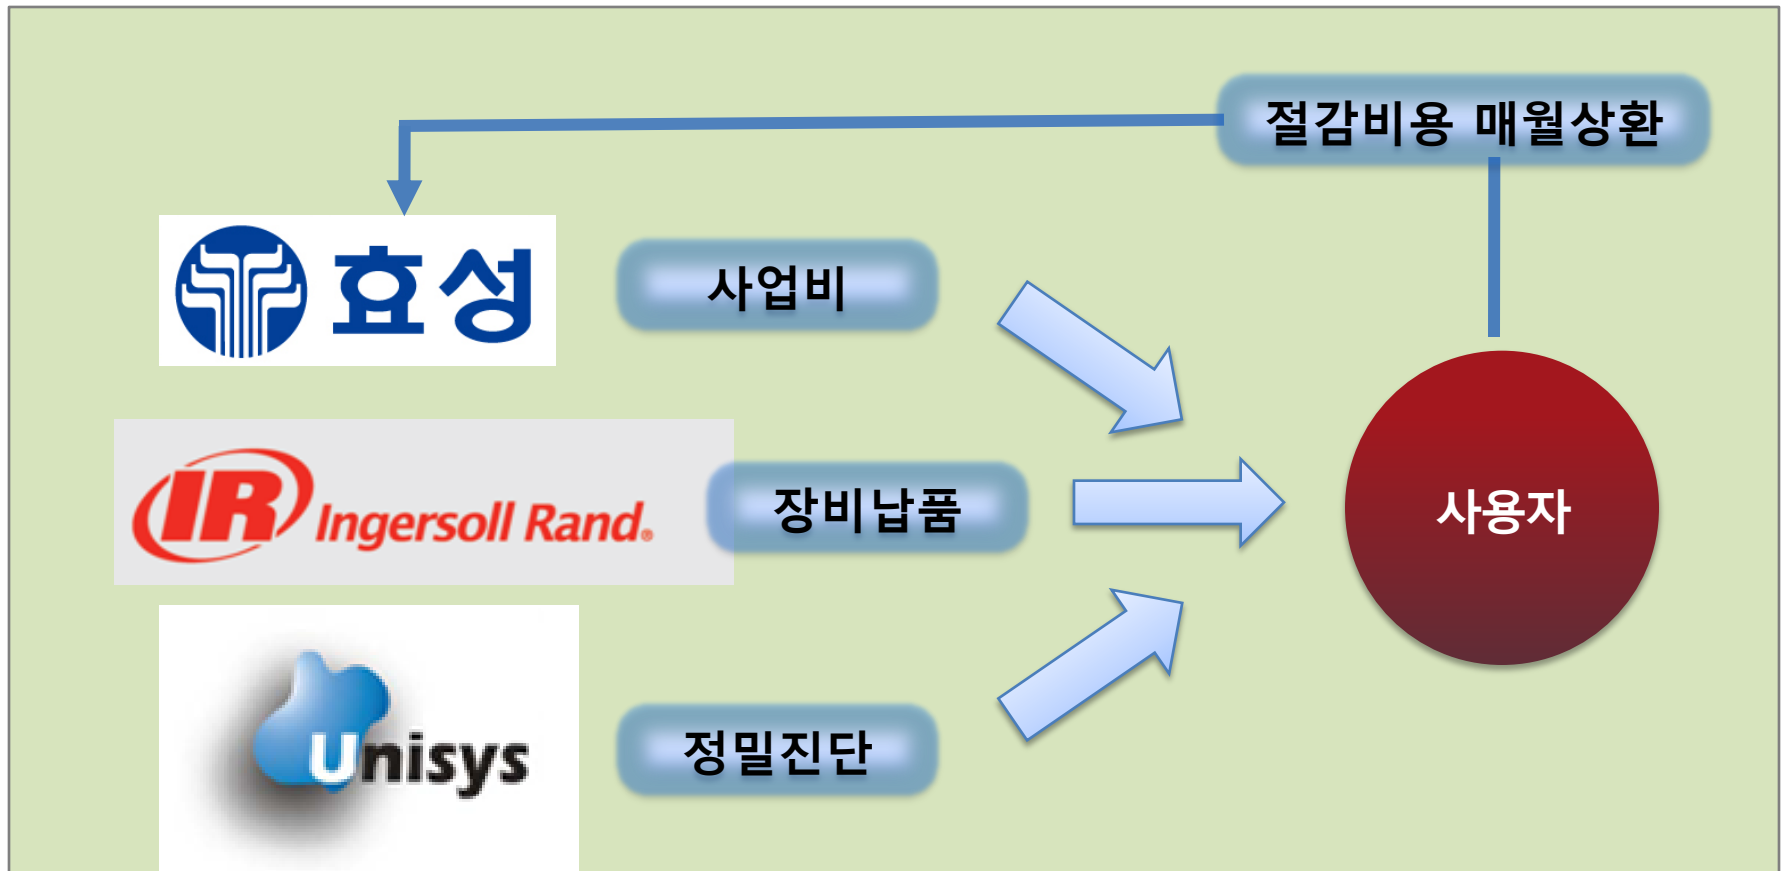 절감비용 매월상환
효성
사업비
IR Ingersoll Rand®
장비납품
사용자
Unisys
정밀진단